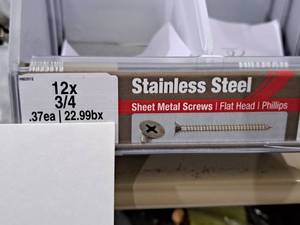 12x
3/4
.37ea | 22.99bx
Stainless Steel
Sheet Metal Screws | Flat Head | Phillips